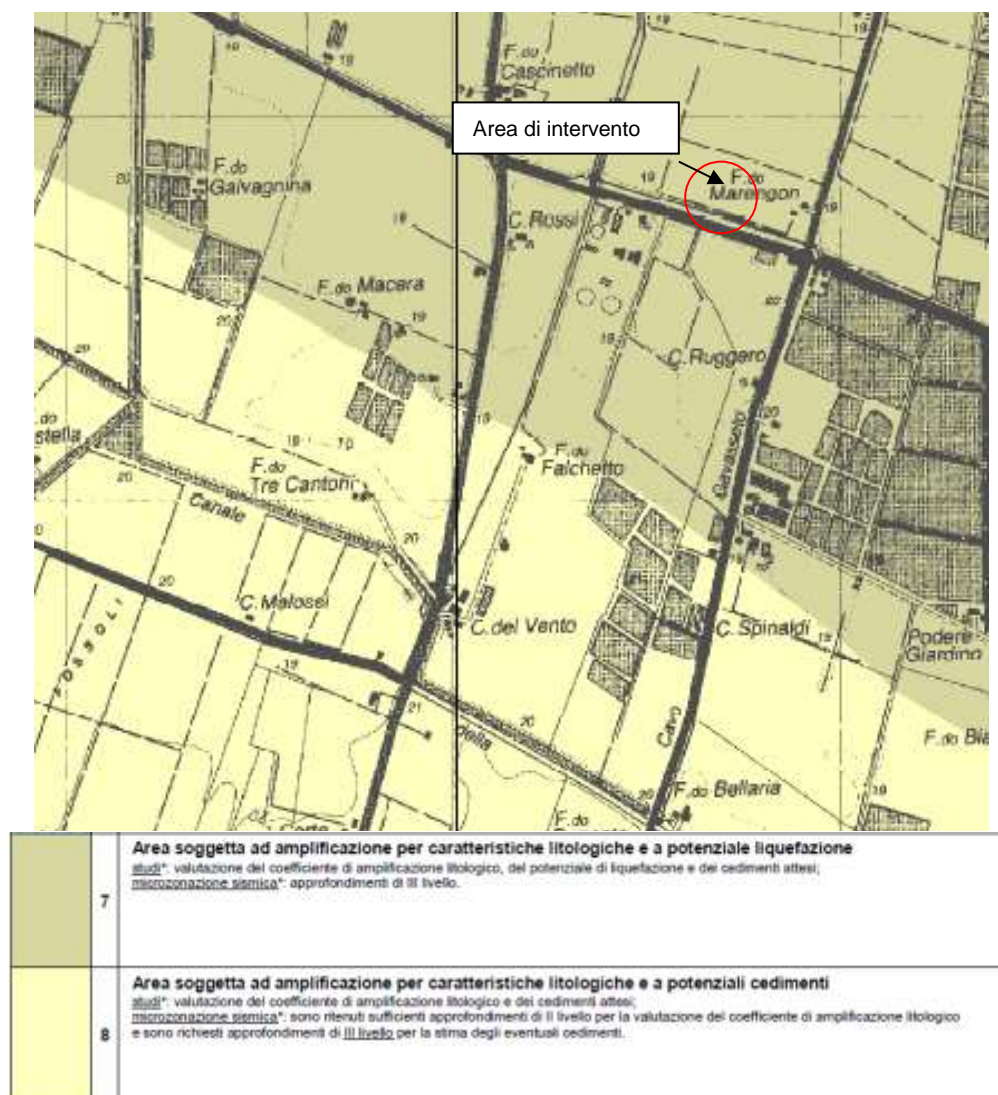 F.do
Cascinetto
Area di intervento
F.do
Galvagnina
F.do
Marengon
C. Rossi
F.do Macera
C. Ruggero
Gavasseto
F.do
Falchetto
F.do
Tre Cantoni
stella
Canale
C. Malossi
FOSSOLI
C. del Vento
C. Spinaldi
Podere
Giardino
Cavo
della
F.do Bellaria
7
Area soggetta ad amplificazione per caratteristiche litologiche e a potenziale liquefazione
studi*: valutazione del coefficiente di amplificazione litologico, del potenziale di liquefazione e dei cedimenti attesi;
microzonazione sismica*: approfondimenti di III livello.
8
Area soggetta ad amplificazione per caratteristiche litologiche e a potenziali cedimenti
studi*: valutazione del coefficiente di amplificazione litologico e dei cedimenti attesi;
microzonazione sismica*: sono ritenuti sufficienti approfondimenti di II livello per la valutazione del coefficiente di amplificazione litologico
e sono richiesti approfondimenti di III livello per la stima degli eventuali cedimenti.